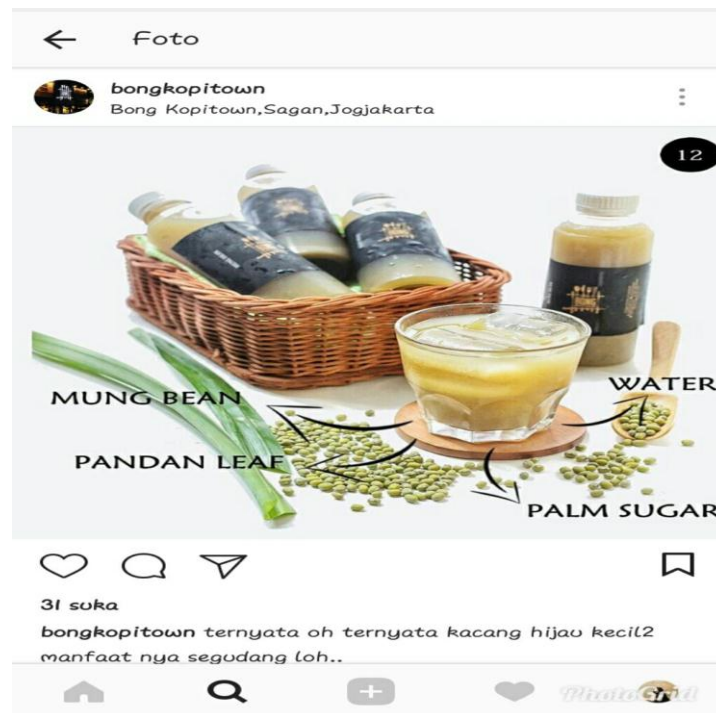 Foto
bongkopitown
Bong Kopitown,Sagan,Jogjakarta
12
WATER
MUNG BEAN
PANDAN LEAF
PALM SUGAR
31 suka
bongkopitown ternyata oh ternyata kacang hijau kecil2
manfaat nya segudang loh..
PhotoGrid